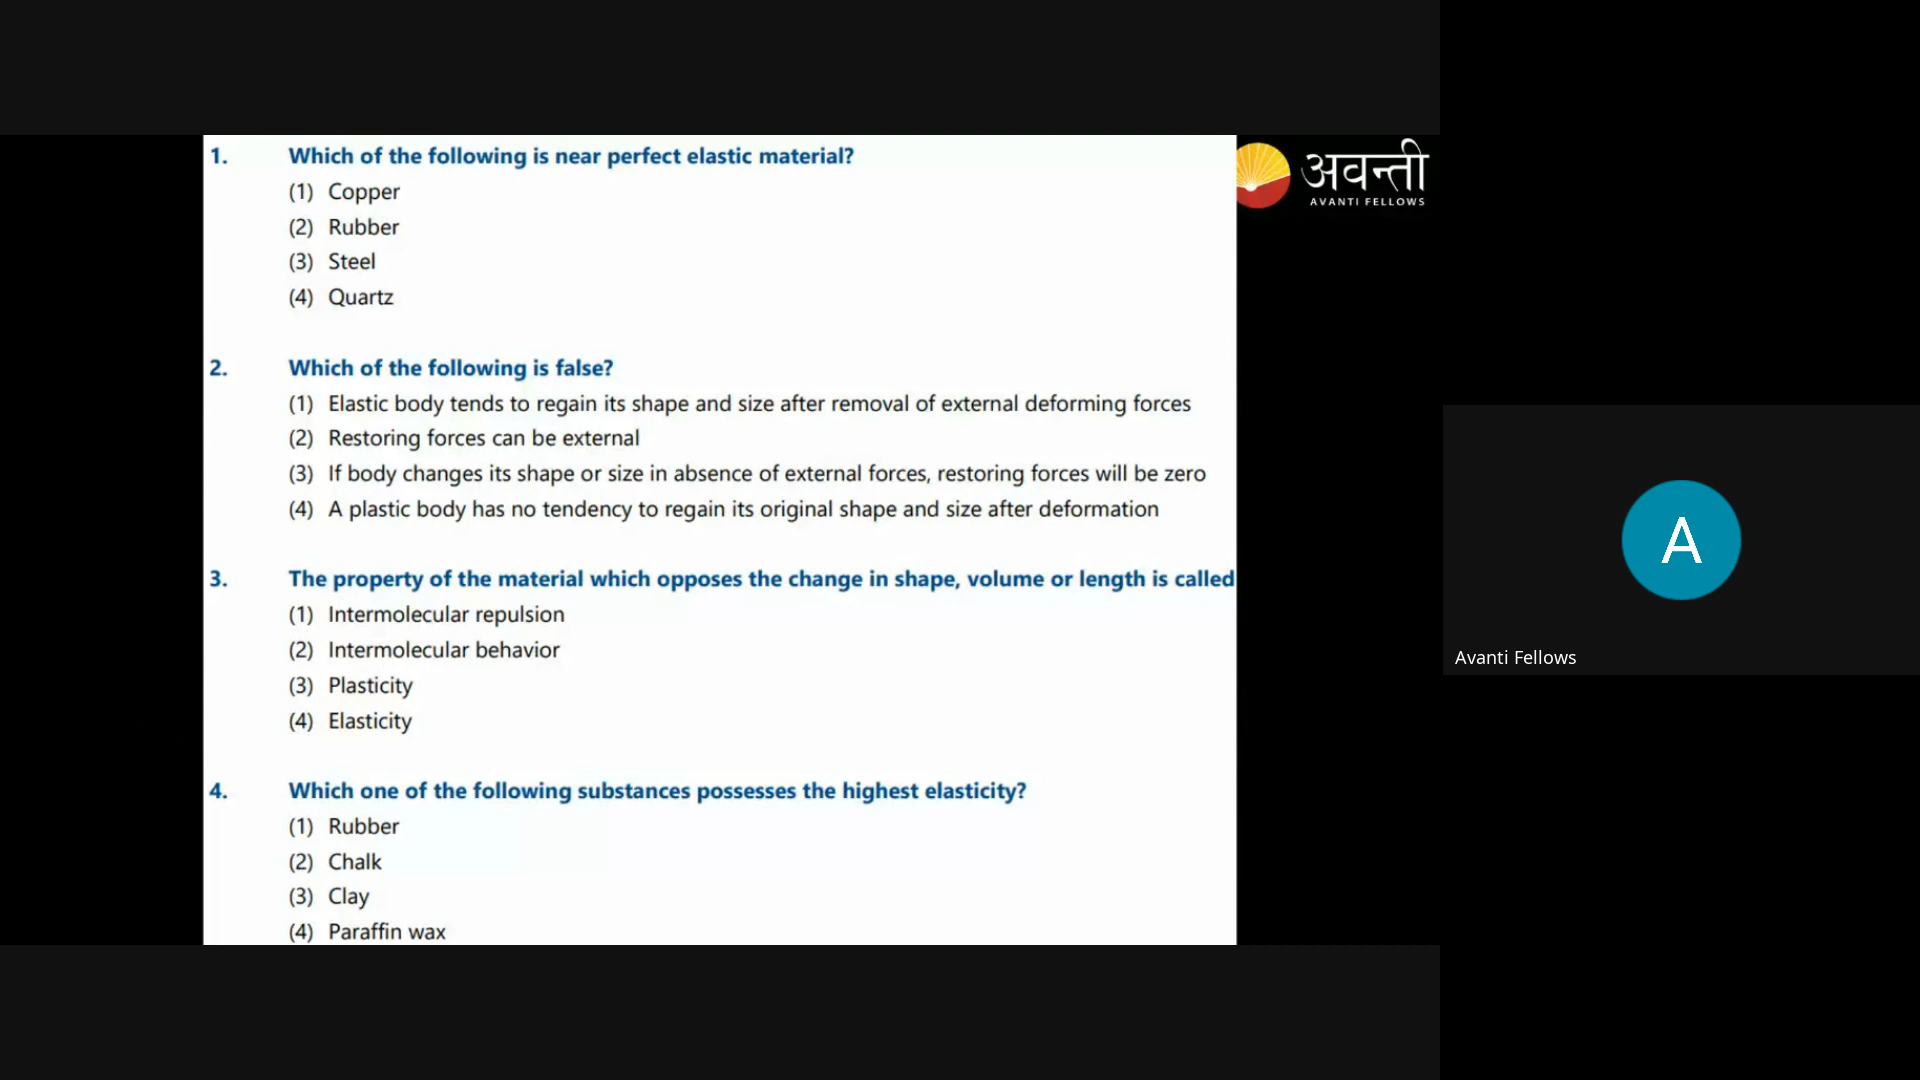 1. Which of the following is near perfect elastic material?
(1) Copper
(2) Rubber
(3) Steel
(4) Quartz
2. Which of the following is false?
(1) Elastic body tends to regain its shape and size after removal of external deforming forces
(2) Restoring forces can be external
(3) If body changes its shape or size in absence of external forces, restoring forces will be zero
(4) A plastic body has no tendency to regain its original shape and size after deformation
3. The property of the material which opposes the change in shape, volume or length is called
(1) Intermolecular repulsion
(2) Intermolecular behavior
(3) Plasticity
(4) Elasticity
4. Which one of the following substances possesses the highest elasticity?
(1) Rubber
(2) Chalk
(3) Clay
(4) Paraffin wax
अवन्ती
AVANTI FELLOWS
A
Avanti Fellows